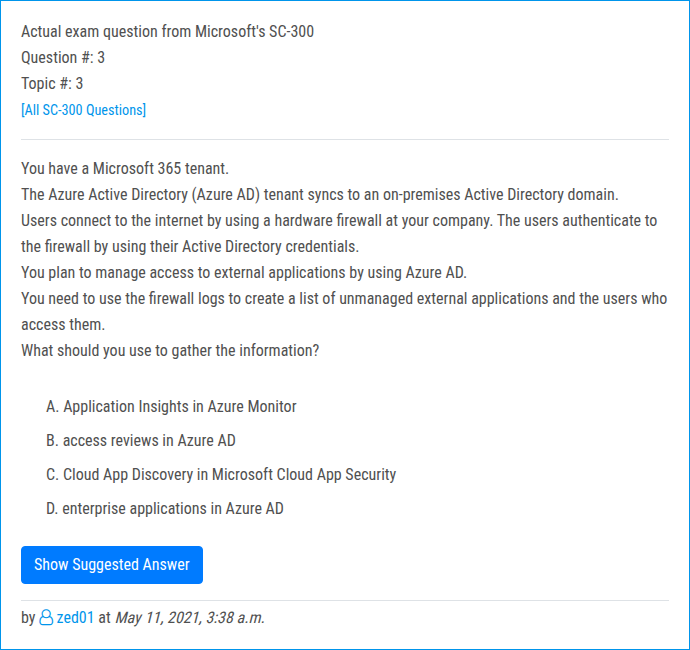 Actual exam question from Microsoft's SC-300
Question #: 3
Topic #: 3
[All SC-300 Questions]
You have a Microsoft 365 tenant.
The Azure Active Directory (Azure AD) tenant syncs to an on-premises Active Directory domain.
Users connect to the internet by using a hardware firewall at your company. The users authenticate to
the firewall by using their Active Directory credentials.
You plan to manage access to external applications by using Azure AD.
You need to use the firewall logs to create a list of unmanaged external applications and the users who
access them.
What should you use to gather the information?
A. Application Insights in Azure Monitor
B. access reviews in Azure AD
C. Cloud App Discovery in Microsoft Cloud App Security
D. enterprise applications in Azure AD
Show Suggested Answer
by zed01 at May 11, 2021, 3:38 a.m.